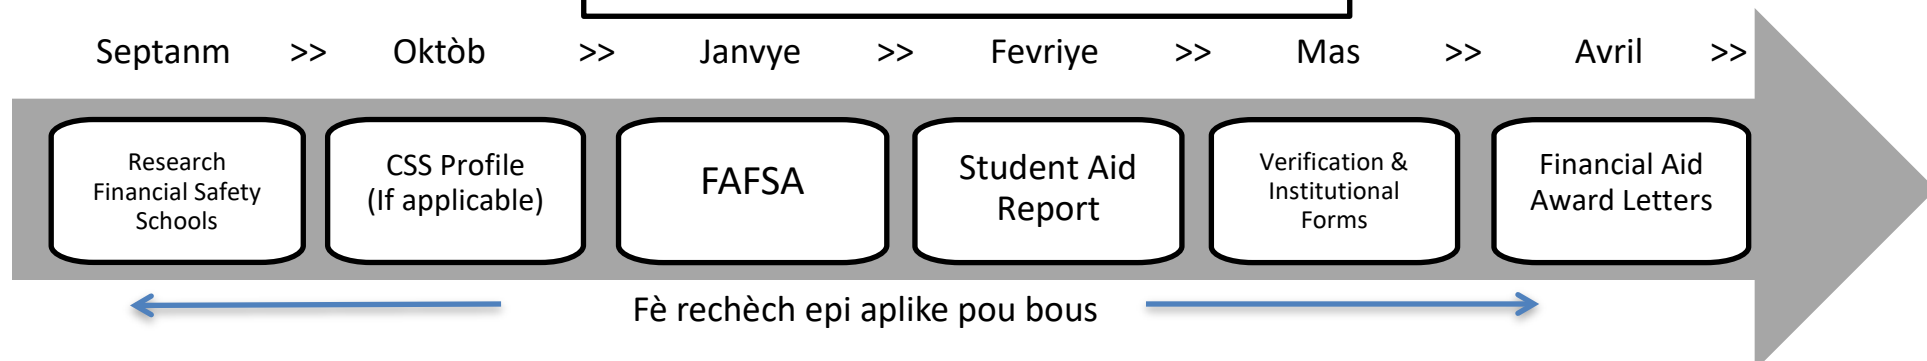 Septanm >> Oktòb >> Janvye >> Fevriye >> Mas >> Avril >>
Research
Financial Safety
Schools
CSS Profile
(If applicable)
FAFSA
Student Aid
Report
Verification &
Institutional
Forms
Financial Aid
Award Letters
Fè rechèch epi aplike pou bous